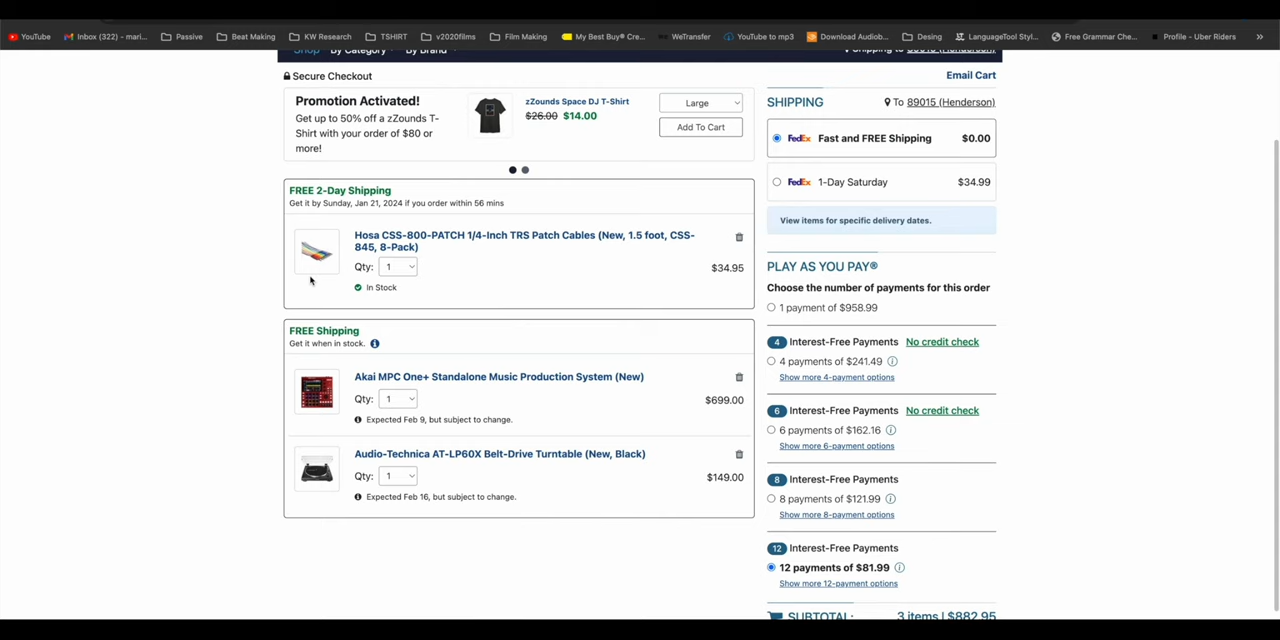 YouTube
Inbox (322) - mari...
Passive
Beat Making
KW Research
TSHIRT
v2020films
Film Making
My Best Buy® Cre...
WeTransfer
YouTube to mp3
Download Audiob...
Desing
LanguageTool Styl...
Free Grammar Che...
Profile - Uber Riders
»
Shop By Category By Brand
Shipping to 89015 (Henderson)
Secure Checkout
Email Cart
Promotion Activated!
Get up to 50% off a zZounds T-
Shirt with your order of $80 or
more!
zZounds Space DJ T-Shirt
$26.00 $14.00
Large
Add To Cart
FREE 2-Day Shipping
Get it by Sunday, Jan 21, 2024 if you order within 56 mins
Hosa CSS-800-PATCH 1/4-Inch TRS Patch Cables (New, 1.5 foot, CSS-
845, 8-Pack)
Qty: 1
$34.95
In Stock
FREE Shipping
Get it when in stock.
Akai MPC One+ Standalone Music Production System (New)
Qty: 1
$699.00
Expected Feb 9, but subject to change.
Audio-Technica AT-LP60X Belt-Drive Turntable (New, Black)
Qty: 1
$149.00
Expected Feb 16, but subject to change.
SHIPPING
To 89015 (Henderson)
FedEx Fast and FREE Shipping $0.00
FedEx 1-Day Saturday $34.99
View items for specific delivery dates.
PLAY AS YOU PAY®
Choose the number of payments for this order
1 payment of $958.99
4 Interest-Free Payments No credit check
4 payments of $241.49
Show more 4-payment options
6 Interest-Free Payments No credit check
6 payments of $162.16
Show more 6-payment options
8 Interest-Free Payments
8 payments of $121.99
Show more 8-payment options
12 Interest-Free Payments
12 payments of $81.99
Show more 12-payment options
SUBTOTAL: 3 items | $882.95